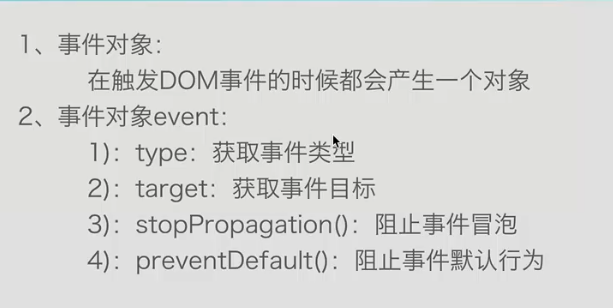 1、事件对象：
在触发DOM事件的时候都会产生一个对象
2、事件对象event：
1)：type：获取事件类型
2)：target：获取事件目标
3)：stopPropagation()：阻止事件冒泡
4)：preventDefault()：阻止事件默认行为